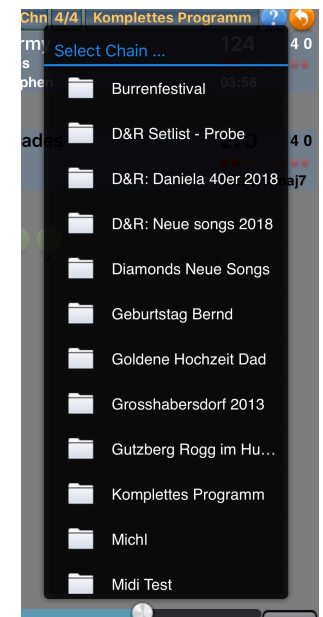 Chn 4/4 Komplettes Programm ?
Select Chain ...
124
4 0
03:58
Burrenfestival
D&R Setlist - Probe
270
4 0
D&R: Daniela 40er 2018
maj7
D&R: Neue songs 2018
Diamonds Neue Songs
Geburtstag Bernd
Goldene Hochzeit Dad
Grosshabersdorf 2013
Gutzberg Rogg im Hu...
Komplettes Programm
Michl
Midi Test